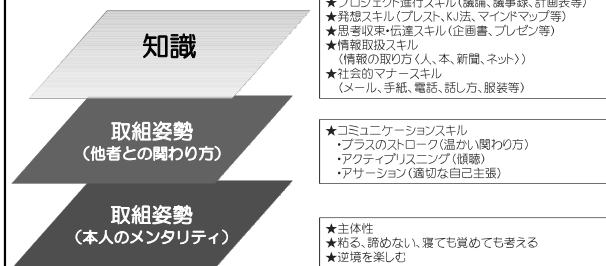 ★プロジェクト進行スキル(議論、議事録、計画表等)
★発想スキル(ブレスト、KJ法、マインドマップ等)
★思考収束・伝達スキル(企画書、プレゼン等)
★情報取扱スキル
(情報の取り方〈人、本、新聞、ネット〉)
★社会的マナースキル
(メール、手紙、電話、話し方、服装等)
知識
★コミュニケーションスキル
・プラスのストローク(温かい関わり方)
・アクティブリスニング(傾聴)
・アサーション(適切な自己主張)
取組姿勢
(他者との関わり方)
★主体性
★粘る、諦めない、寝ても覚めても考える
★逆境を楽しむ
取組姿勢
(本人のメンタリティ)